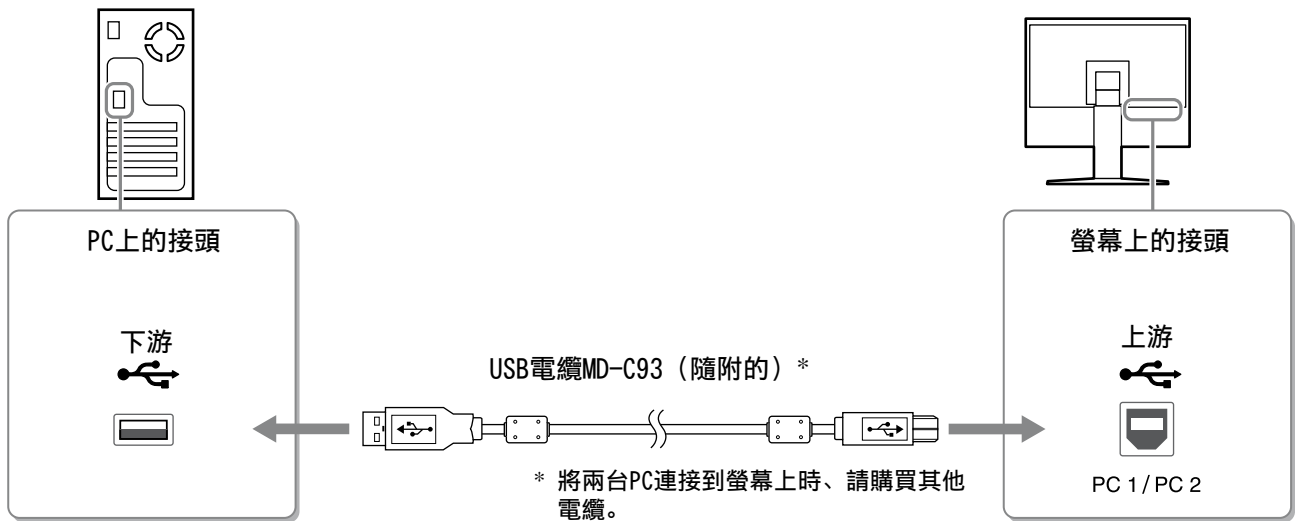 PC上的接頭
螢幕上的接頭
下游
上游
USB電纜MD-C93（隨附的）*
PC 1/PC 2
* 將兩台PC連接到螢幕上時、請購買其他
電纜。